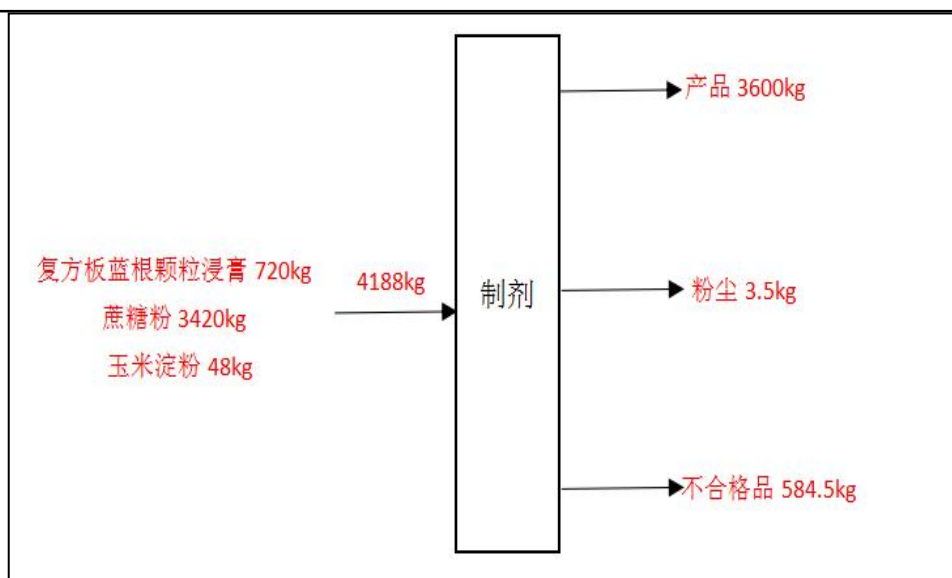 产品 3600kg
复方板蓝根颗粒浸膏 720kg
蔗糖粉 3420kg
玉米淀粉 48kg
4188kg
制剂
粉尘 3.5kg
不合格品 584.5kg